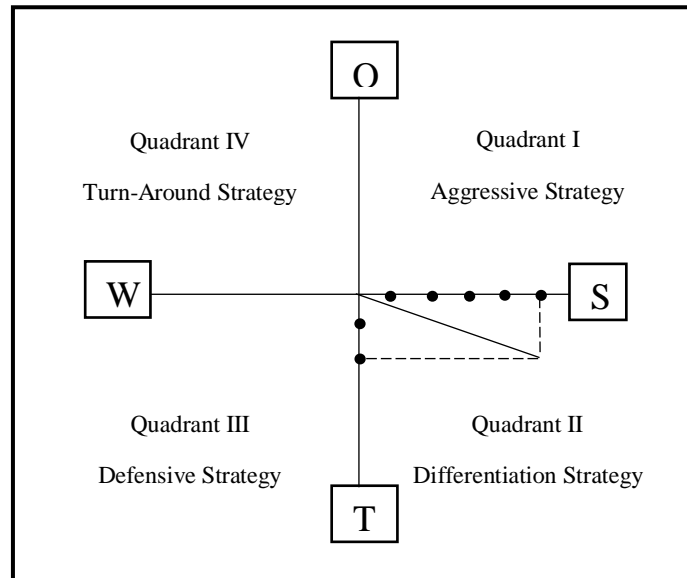 O
Quadrant IV
Turn-Around Strategy
Quadrant I
Aggressive Strategy
W
S
Quadrant III
Defensive Strategy
Quadrant II
Differentiation Strategy
T